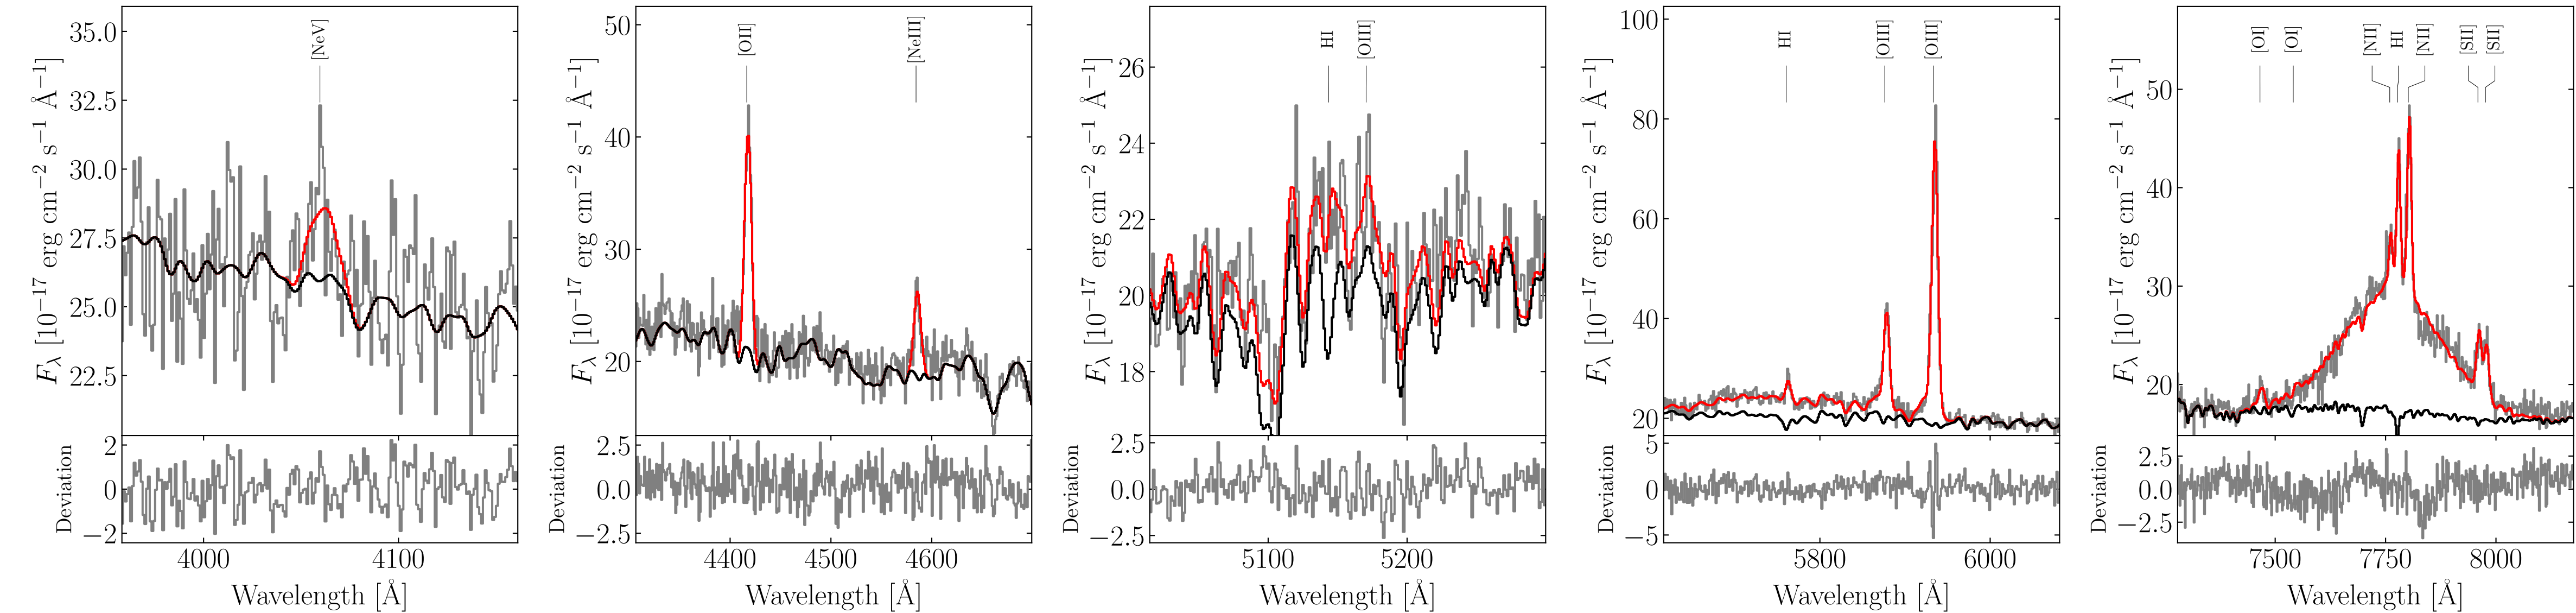 [NeV]
35.0
32.5
30.0
27.5
25.0
22.5
F_λ [10^−17 erg cm^−2 s^−1 Å^−1]
2
0
−2
Deviation
4000 4100
Wavelength [Å]
[OII] [NeIII]
50
40
30
20
F_λ [10^−17 erg cm^−2 s^−1 Å^−1]
2.5
0.0
−2.5
Deviation
4400 4500 4600
Wavelength [Å]
HI [OIII]
26
24
22
20
18
F_λ [10^−17 erg cm^−2 s^−1 Å^−1]
2.5
0.0
−2.5
Deviation
5100 5200
Wavelength [Å]
HI [OIII] [OIII]
100
80
60
40
20
F_λ [10^−17 erg cm^−2 s^−1 Å^−1]
5
0
−5
Deviation
5800 6000
Wavelength [Å]
[OI] [OI] [NII] HI [NII] [SII] [SII]
50
40
30
20
F_λ [10^−17 erg cm^−2 s^−1 Å^−1]
2.5
0.0
−2.5
Deviation
7500 7750 8000
Wavelength [Å]